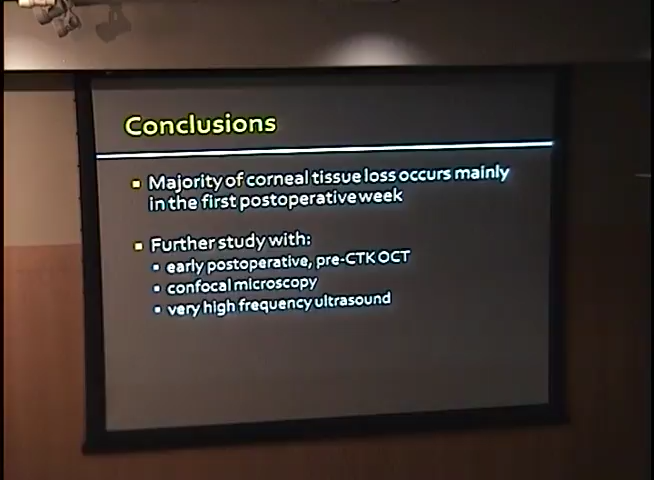 Conclusions
Majority of corneal tissue loss occurs mainly
in the first postoperative week
Further study with:
early postoperative, pre-CTK OCT
confocal microscopy
very high frequency ultrasound